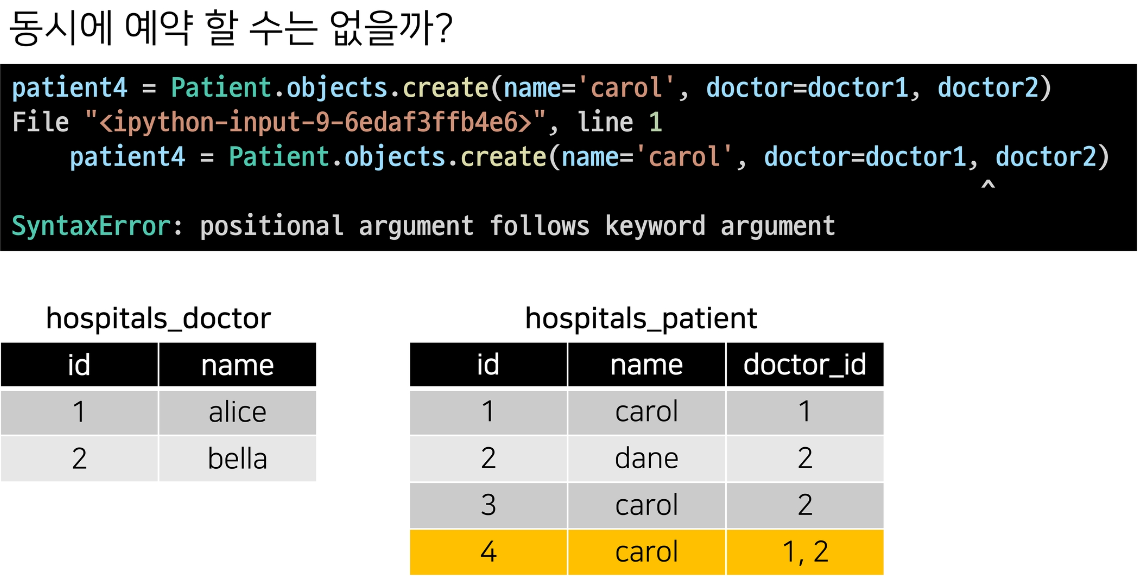 동시에 예약 할 수는 없을까?
patient4 = Patient.objects.create(name='carol', doctor=doctor1, doctor2)
File "<ipython-input-9-6edaf3ffb4e6>", line 1
patient4 = Patient.objects.create(name='carol', doctor=doctor1, doctor2)
^
SyntaxError: positional argument follows keyword argument
hospitals_doctor
id name
1 alice
2 bella
hospitals_patient
id name doctor_id
1 carol 1
2 dane 2
3 carol 2
4 carol 1, 2